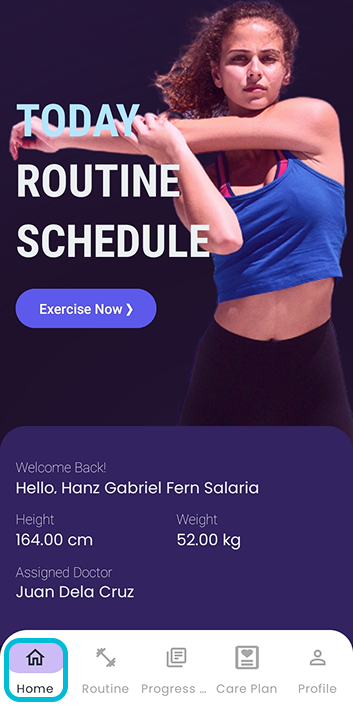 TODAY
ROUTINE
SCHEDULE
Exercise Now ❯
Welcome Back!
Hello, Hanz Gabriel Fern Salaria
Height Weight
164.00 cm 52.00 kg
Assigned Doctor
Juan Dela Cruz
Home Routine Progress ... Care Plan Profile